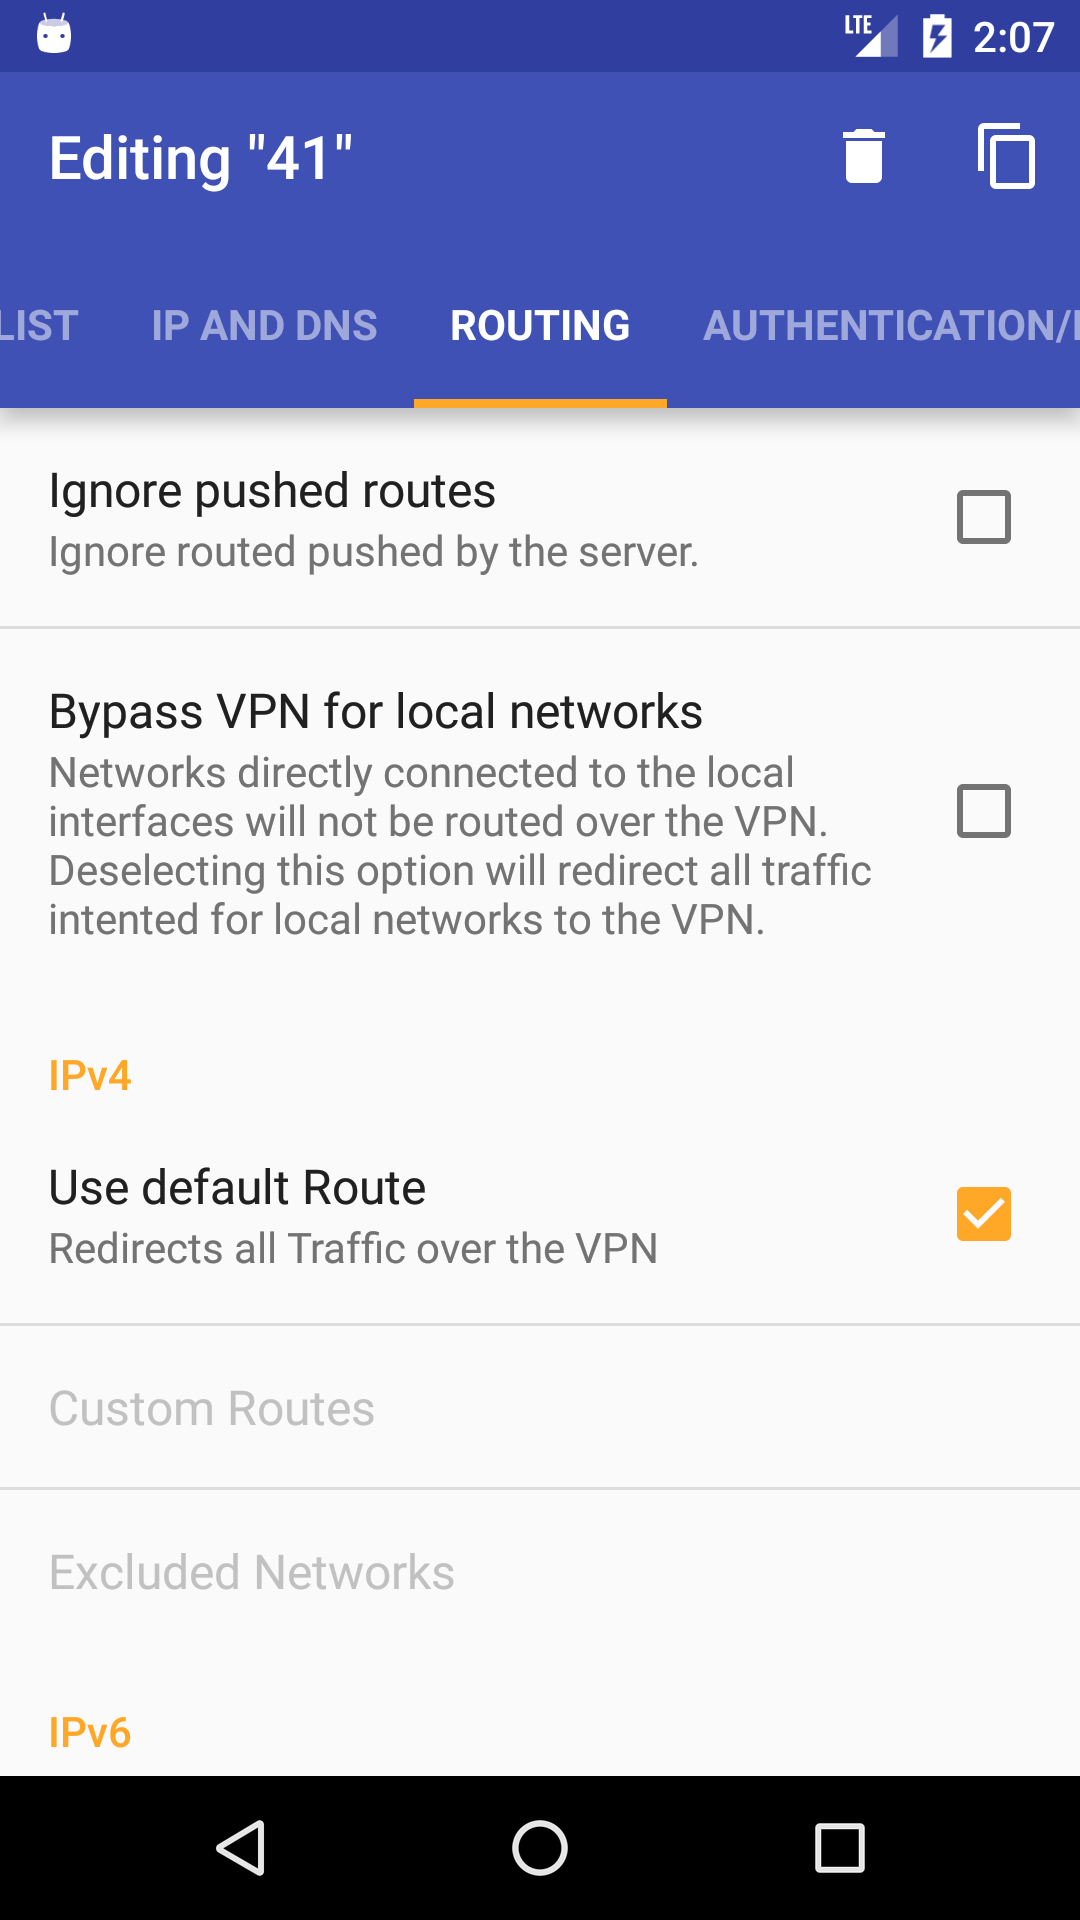 LTE 2:07
Editing "41"
LIST IP AND DNS ROUTING AUTHENTICATION/
Ignore pushed routes
Ignore routed pushed by the server.
Bypass VPN for local networks
Networks directly connected to the local
interfaces will not be routed over the VPN.
Deselecting this option will redirect all traffic
intented for local networks to the VPN.
IPv4
Use default Route
Redirects all Traffic over the VPN
Custom Routes
Excluded Networks
IPv6